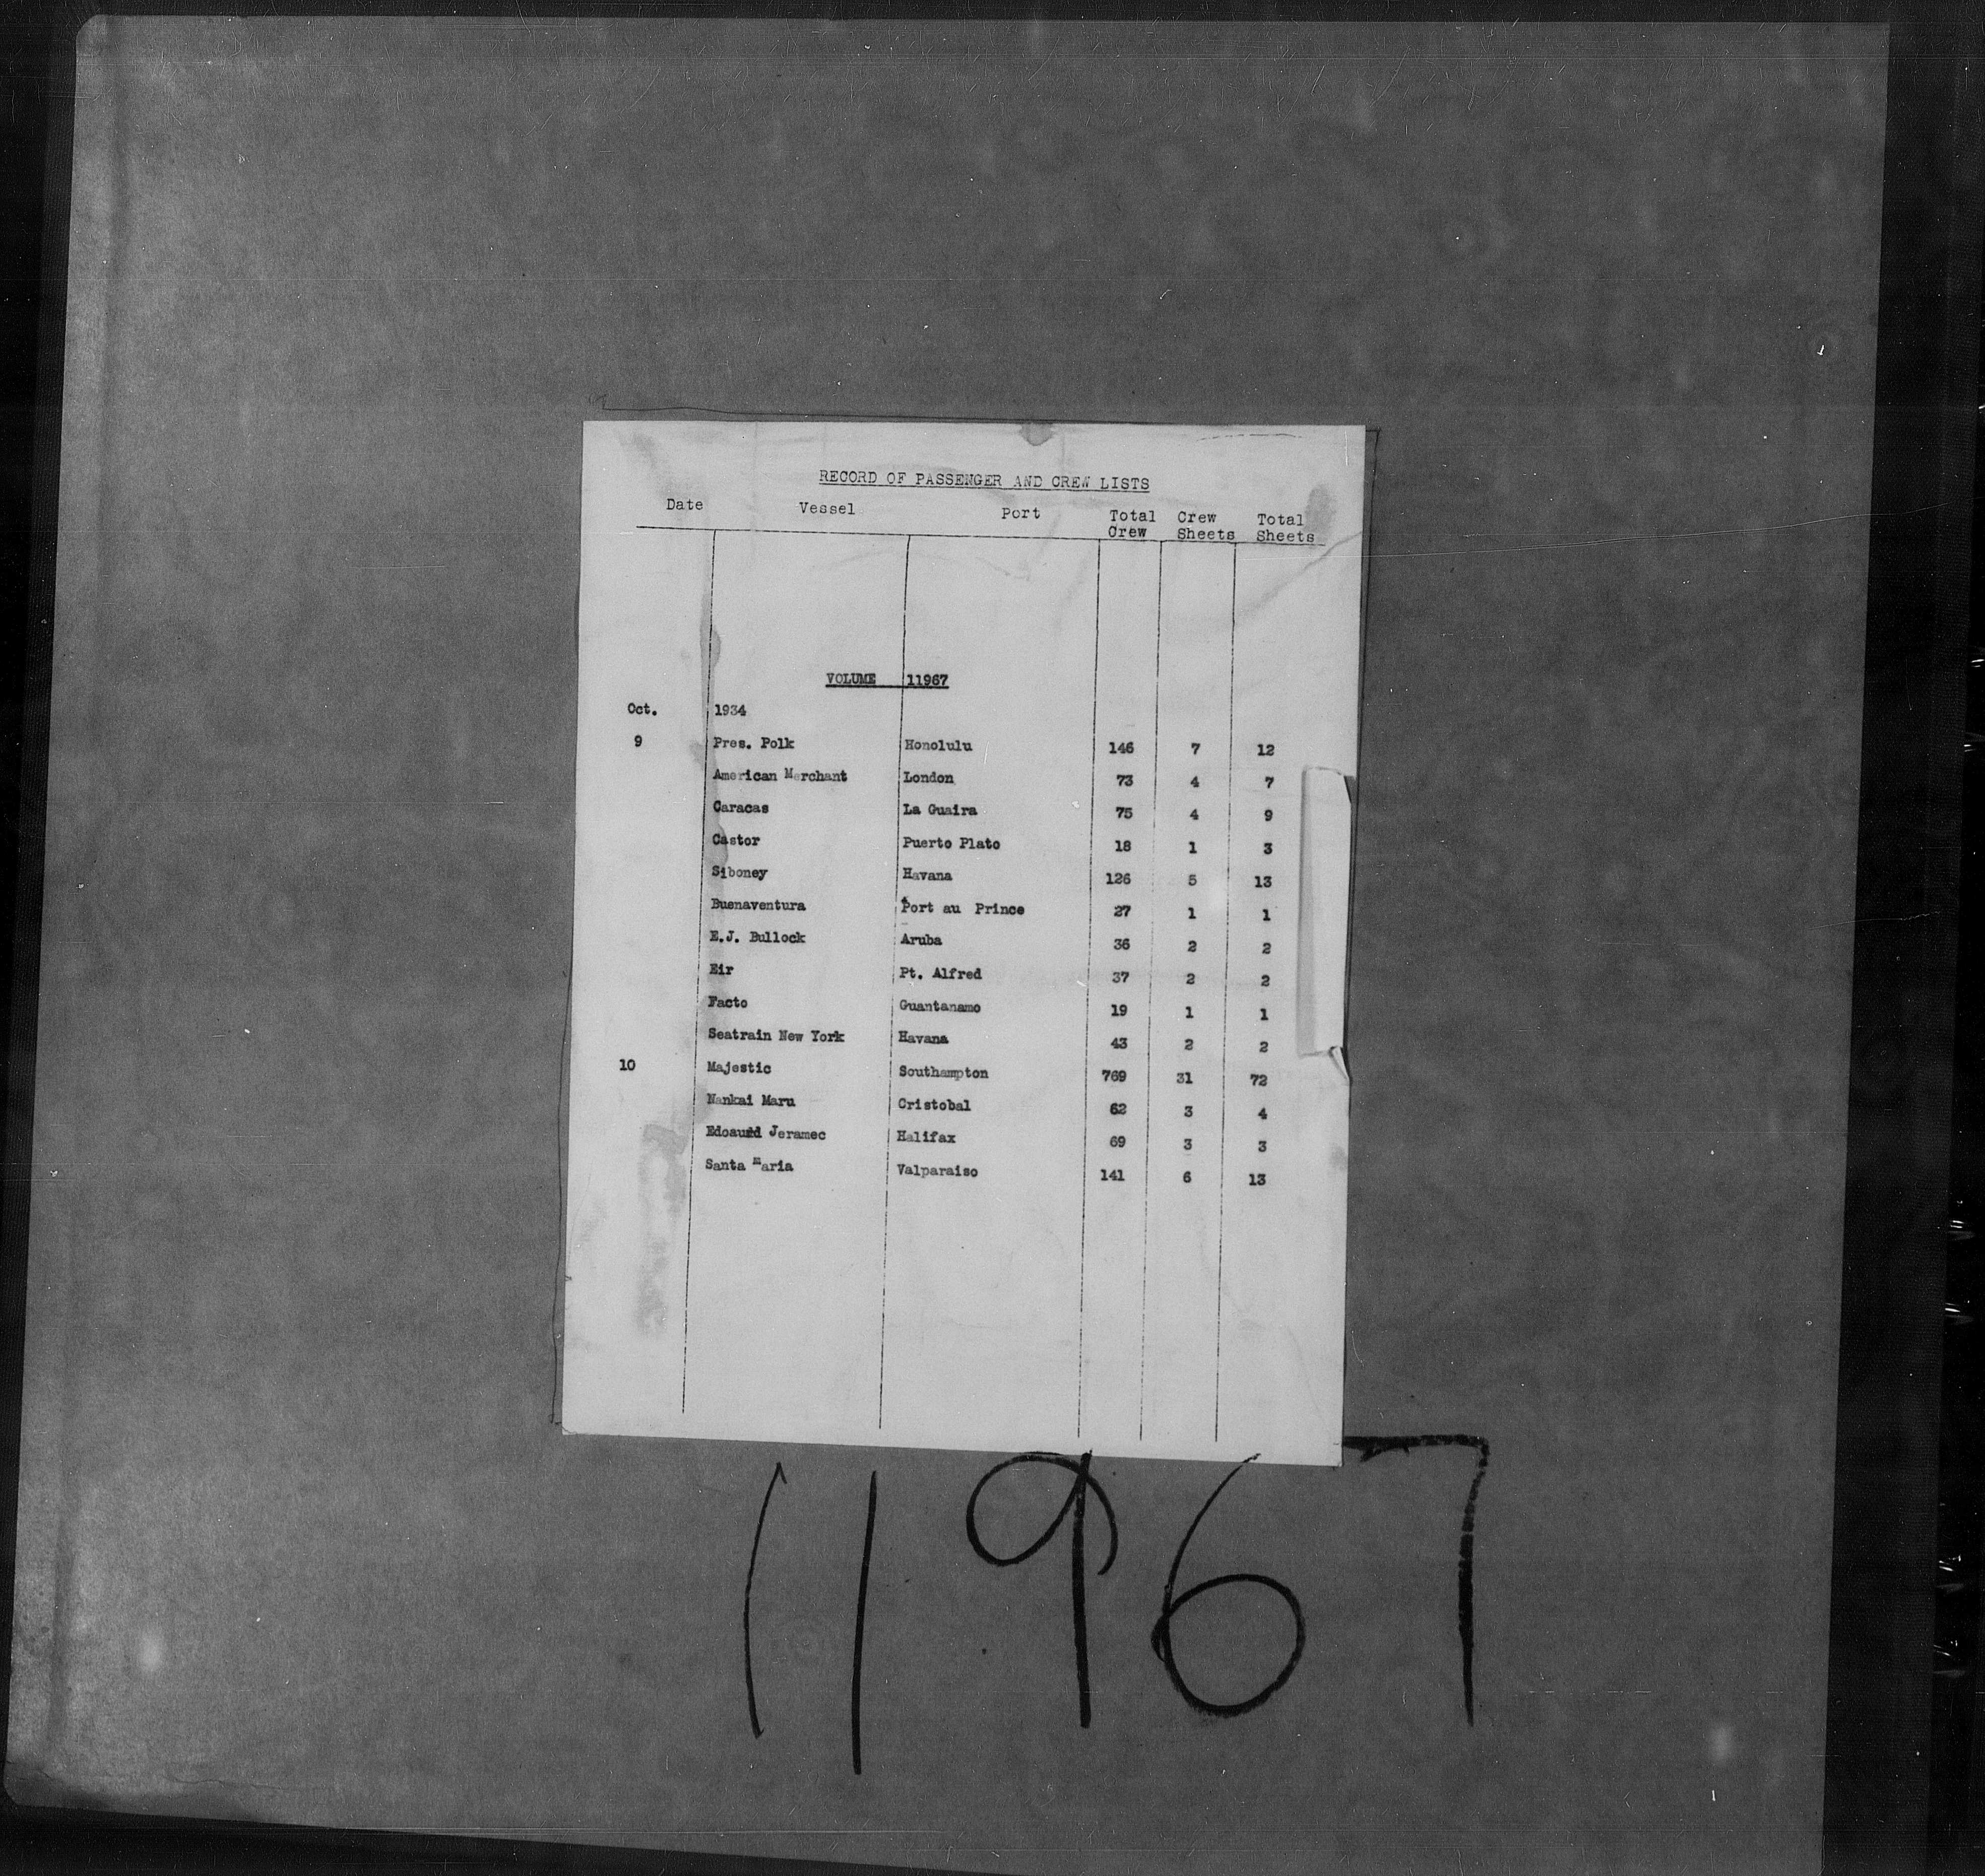 RECORD OF PASSENGER AND CREW LISTS
Date Vessel Port Total Crew Crew Sheets Total Sheets
VOLUME 11967
Oct. 1934
9 Pres. Polk Honolulu 146 7 12
American Merchant London 73 4 7
Caracas La Guaira 75 4 9
Castor Puerto Plato 18 1 3
Siboney Havana 126 5 13
Buenaventura Port au Prince 27 1 1
E.J. Bullock Aruba 36 2 2
Eir Pt. Alfred 37 2 2
Facto Guantanamo 19 1 1
Seatrain New York Havana 43 2 2
10 Majestic Southampton 769 31 72
Nankai Maru Cristobal 62 3 4
Jeramec Halifax 69 3 3
Santa Maria Valparaiso 141 6 13
11967